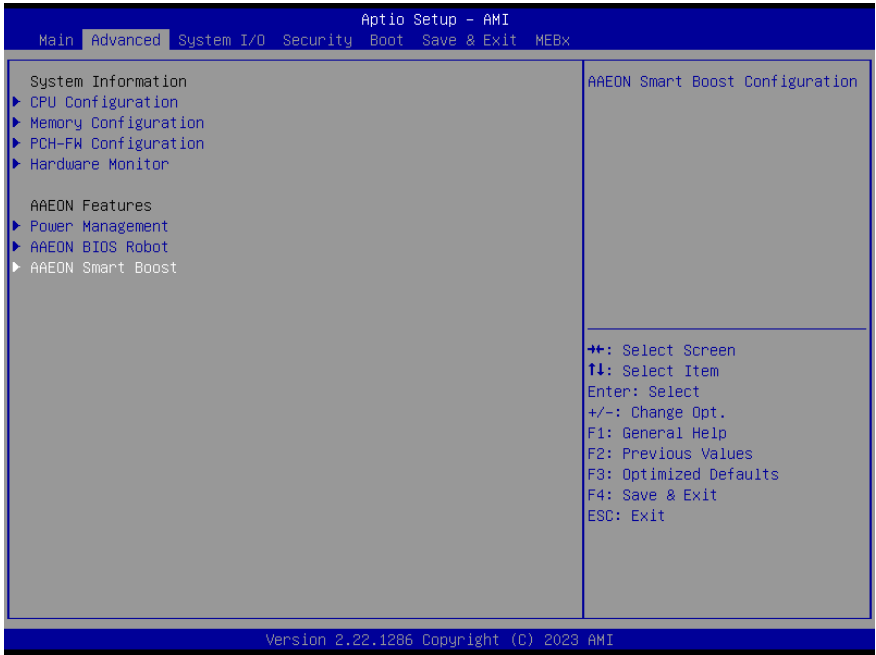 Aptio Setup – AMI
Main Advanced System I/O Security Boot Save & Exit MEBx
System Information
CPU Configuration
Memory Configuration
PCH-FW Configuration
Hardware Monitor
AAEON Features
Power Management
AAEON BIOS Robot
AAEON Smart Boost
AAEON Smart Boost Configuration
→←: Select Screen
↑↓: Select Item
Enter: Select
+/-: Change Opt.
F1: General Help
F2: Previous Values
F3: Optimized Defaults
F4: Save & Exit
ESC: Exit
Version 2.22.1286 Copyright (C) 2023 AMI